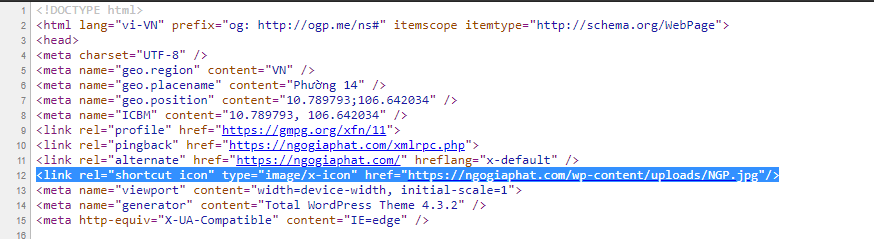 1 <!DOCTYPE html>
2 <html lang="vi-VN" prefix="og: http://ogp.me/ns#" itemscope itemtype="http://schema.org/WebPage">
3 <head>
4 <meta charset="UTF-8" />
5 <meta name="geo.region" content="VN" />
6 <meta name="geo.placename" content="Phường 14" />
7 <meta name="geo.position" content="10.789793;106.642034" />
8 <meta name="ICBM" content="10.789793, 106.642034" />
9 <link rel="profile" href="https://gmpg.org/xfn/11">
10 <link rel="pingback" href="https://ngogiaphat.com/xmlrpc.php">
11 <link rel="alternate" href="https://ngogiaphat.com/" hreflang="x-default" />
12 <link rel="shortcut icon" type="image/x-icon" href="https://ngogiaphat.com/wp-content/uploads/NGP.jpg"/>
13 <meta name="viewport" content="width=device-width, initial-scale=1">
14 <meta name="generator" content="Total WordPress Theme 4.3.2" />
15 <meta http-equiv="X-UA-Compatible" content="IE=edge" />
16